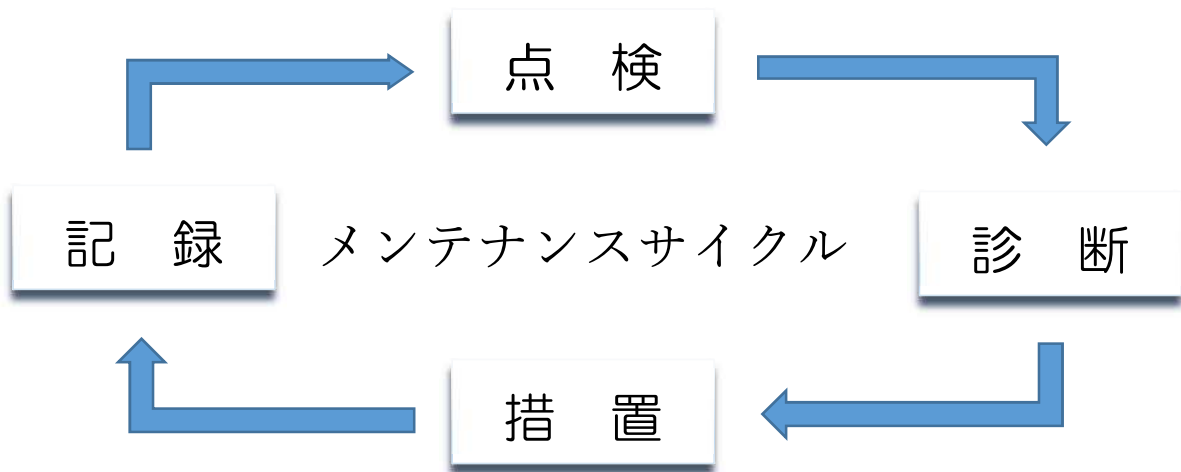 点　検
記　録
メンテナンスサイクル
診　断
措　置